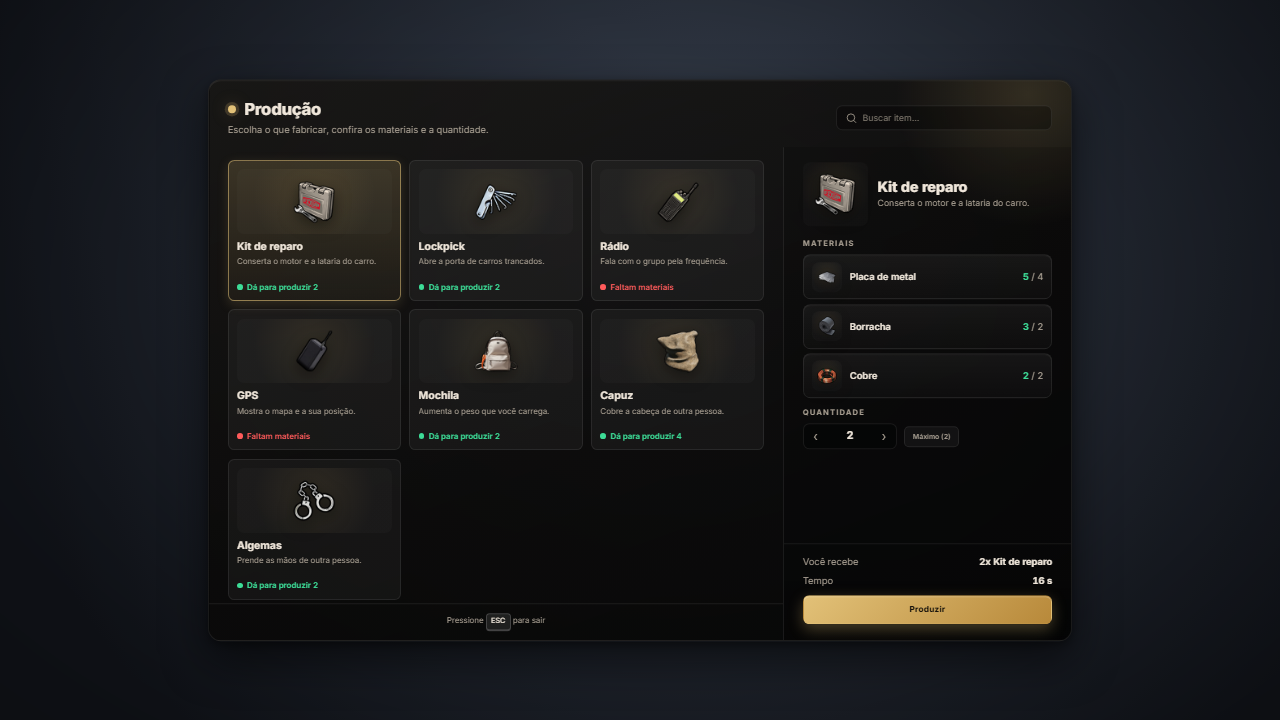 Produção
Escolha o que fabricar, confira os materiais e a quantidade.
Buscar item...
Kit de reparo
Conserta o motor e a lataria do carro.
Dá para produzir 2
Lockpick
Abre a porta de carros trancados.
Dá para produzir 2
Rádio
Fala com o grupo pela frequência.
Faltam materiais
GPS
Mostra o mapa e a sua posição.
Faltam materiais
Mochila
Aumenta o peso que você carrega.
Dá para produzir 2
Capuz
Cobre a cabeça de outra pessoa.
Dá para produzir 4
Algemas
Prende as mãos de outra pessoa.
Dá para produzir 2
Pressione ESC para sair
Kit de reparo
Conserta o motor e a lataria do carro.
MATERIAIS
Placa de metal 5 / 4
Borracha 3 / 2
Cobre 2 / 2
QUANTIDADE
‹ 2 › Máximo (2)
Você recebe 2x Kit de reparo
Tempo 16 s
Produzir